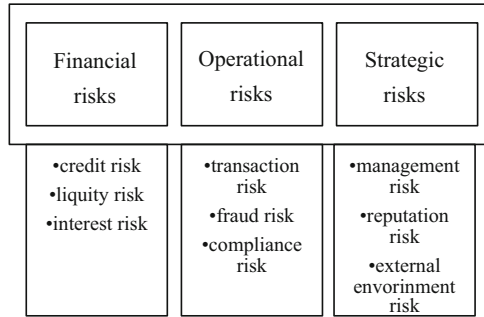 Financial
risks
Operational
risks
Strategic
risks
•credit risk
•liquity risk
•interest risk
•transaction
risk
•fraud risk
•compliance
risk
•management
risk
•reputation
risk
•external
envorinment
risk